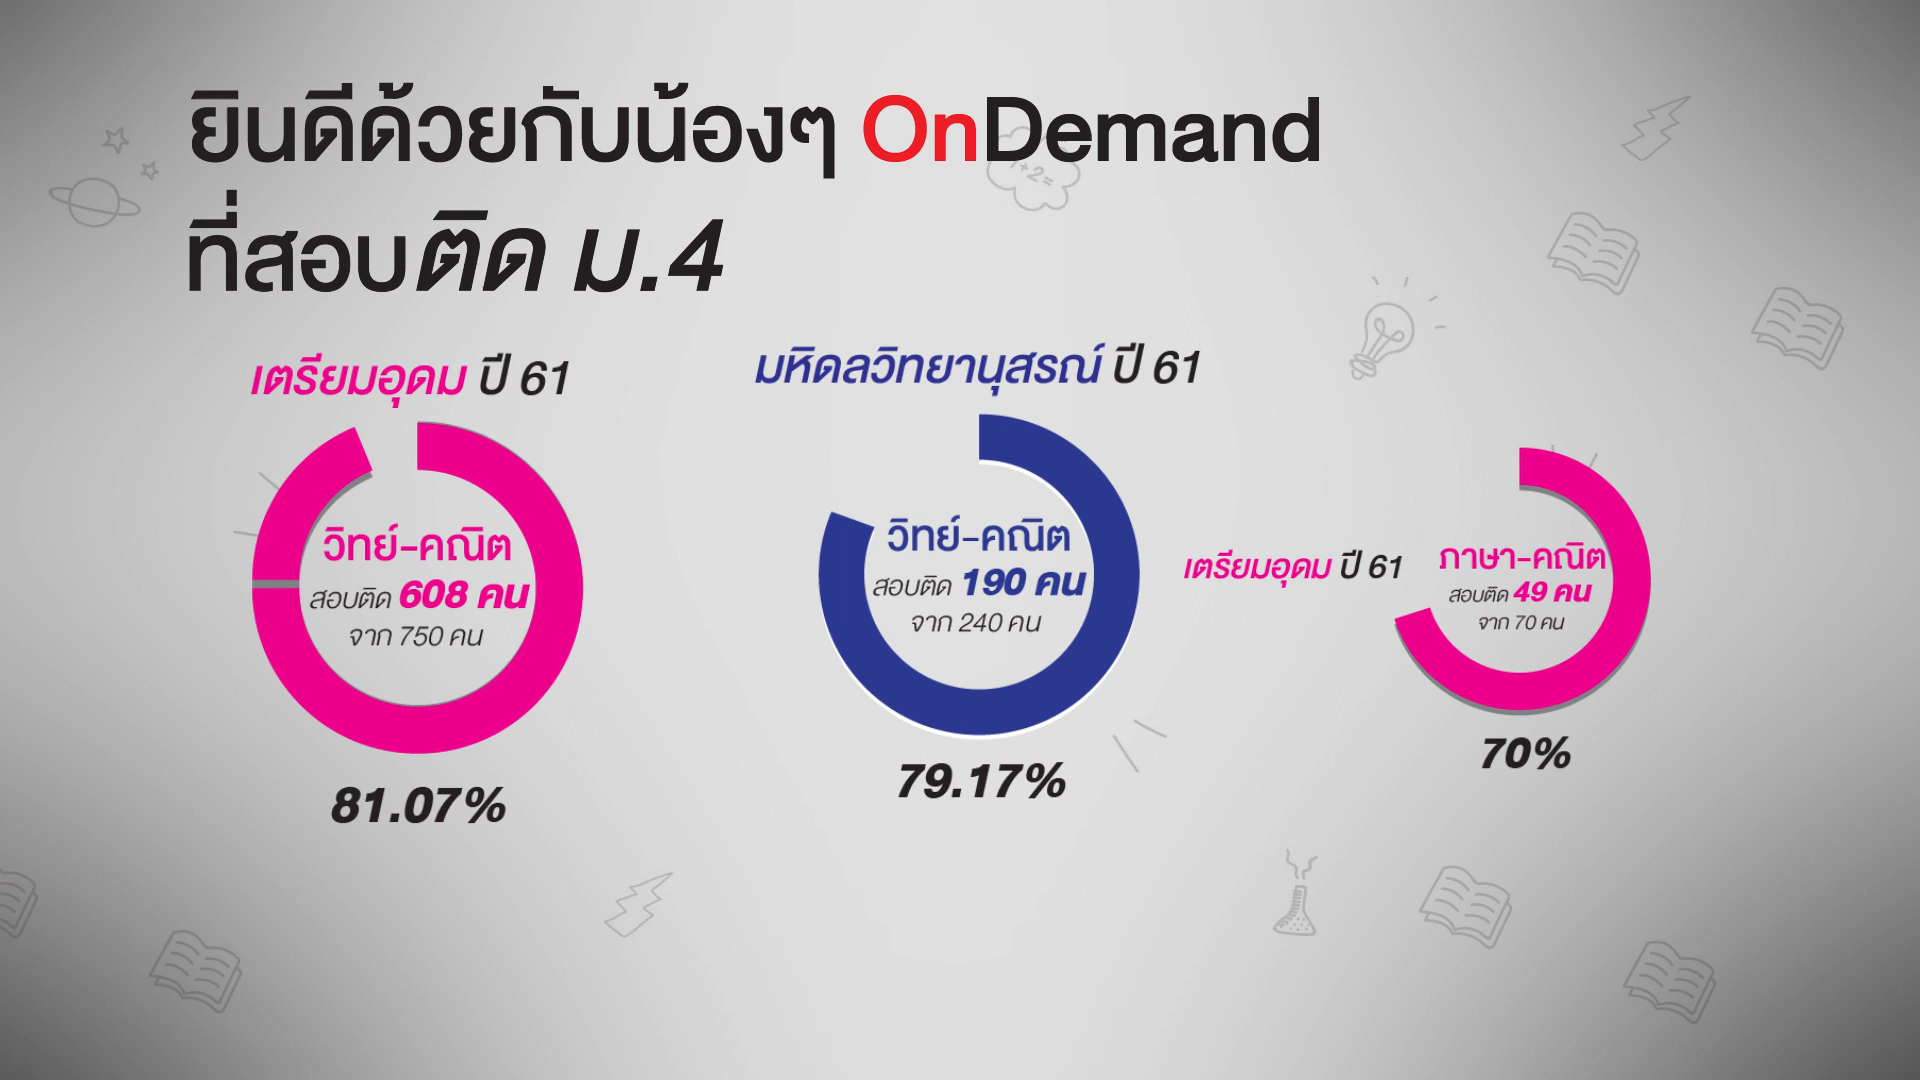 ยินดีด้วยกับน้องๆ OnDemand
ที่สอบติด ม.4
เตรียมอุดม ปี 61
วิทย์-คณิต
สอบติด 608 คน
จาก 750 คน
81.07%
มหิดลวิทยานุสรณ์ ปี 61
วิทย์-คณิต
สอบติด 190 คน
จาก 240 คน
79.17%
เตรียมอุดม ปี 61
ภาษา-คณิต
สอบติด 49 คน
จาก 70 คน
70%